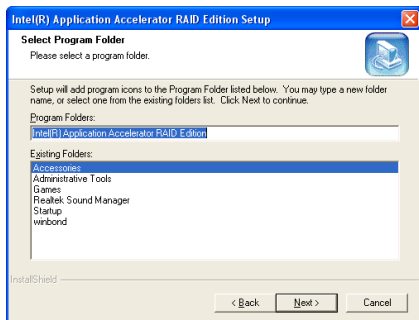 Intel(R) Application Accelerator RAID Edition Setup
Select Program Folder
Please select a program folder.
Setup will add program icons to the Program Folder listed below. You may type a new folder
name, or select one from the existing folders list. Click Next to continue.
Program Folders:
Intel(R) Application Accelerator RAID Edition
Existing Folders:
Accessories
Administrative Tools
Games
Realtek Sound Manager
Startup
winbond
InstallShield
< Back
Next >
Cancel